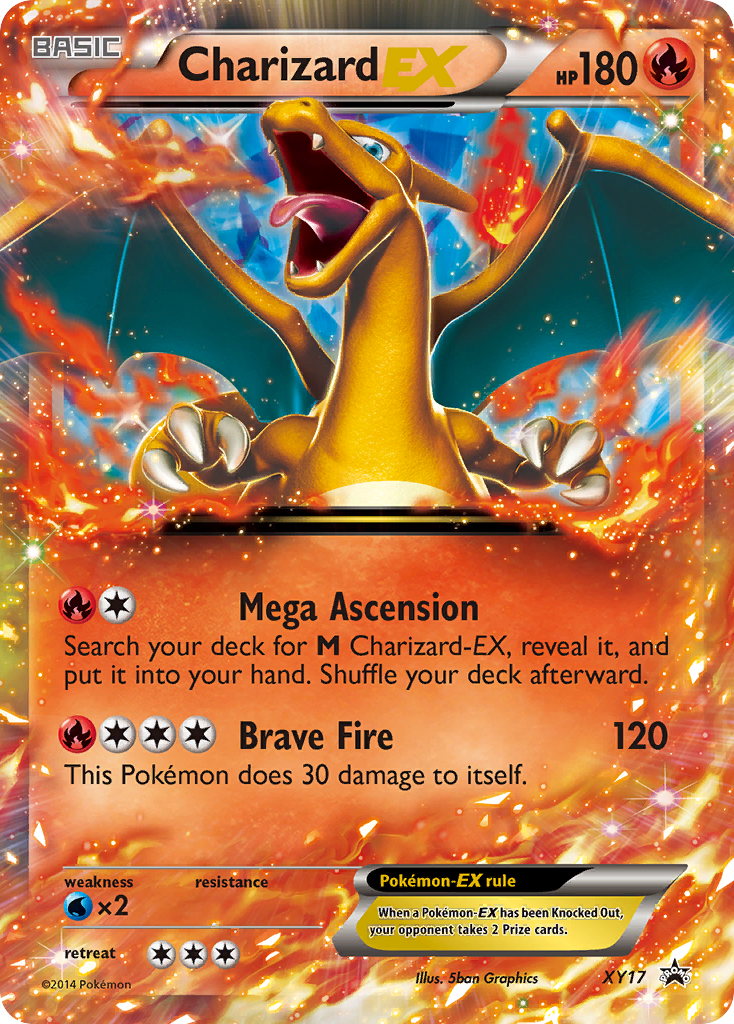 BASIC
Charizard EX
HP180
Mega Ascension
Search your deck for M Charizard-EX, reveal it, and
put it into your hand. Shuffle your deck afterward.
Brave Fire 120
This Pokémon does 30 damage to itself.
weakness resistance
×2
retreat
Pokémon-EX rule
When a Pokémon-EX has been Knocked Out,
your opponent takes 2 Prize cards.
©2014 Pokémon
Illus. 5ban Graphics
XY17
PROMO